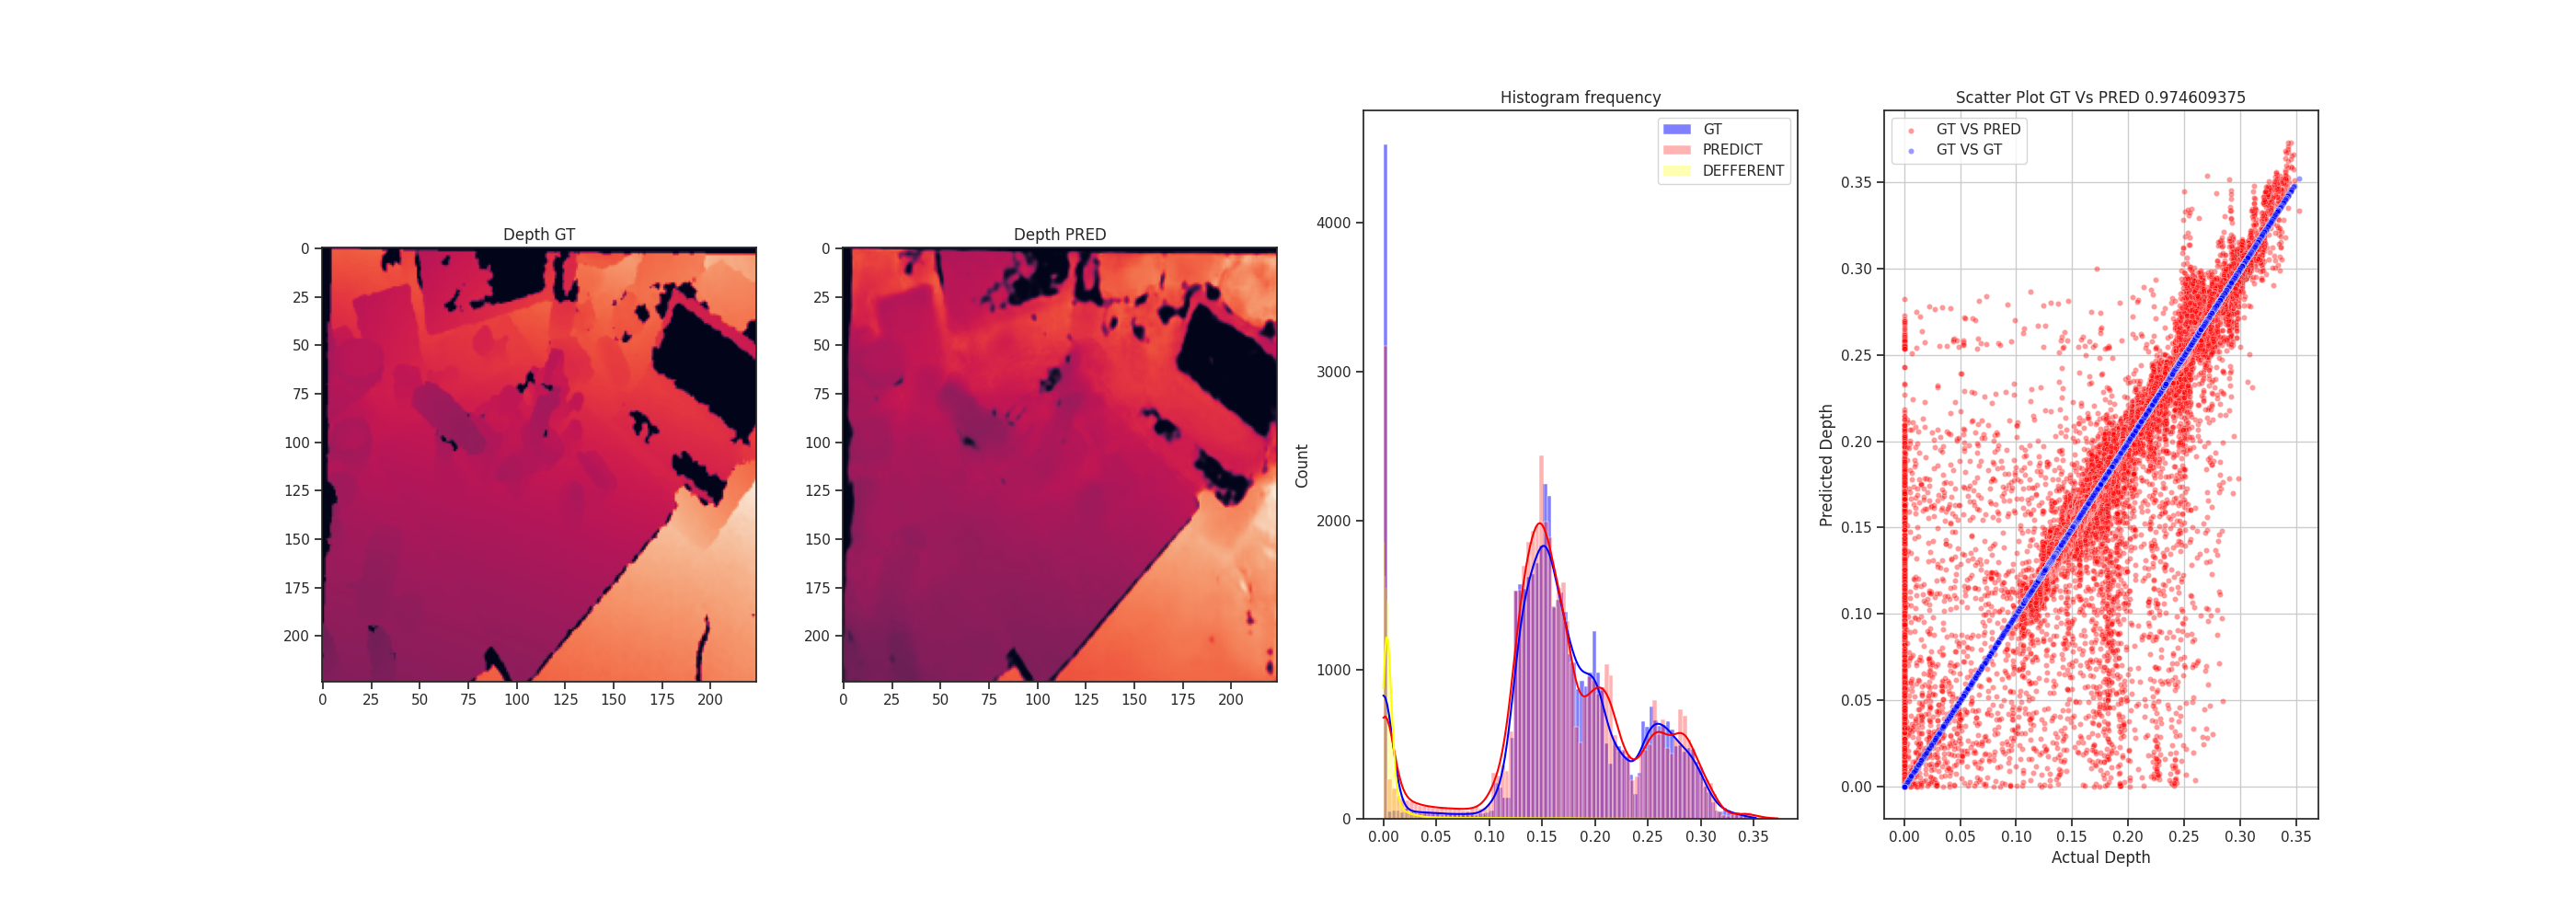 Depth GT
0
25
50
75
100
125
150
175
200
0 25 50 75 100 125 150 175 200
Depth PRED
0
25
50
75
100
125
150
175
200
0 25 50 75 100 125 150 175 200
Histogram frequency
GT
PREDICT
DEFFERENT
Count
4000
3000
2000
1000
0
0.00 0.05 0.10 0.15 0.20 0.25 0.30 0.35
Scatter Plot GT Vs PRED 0.974609375
GT VS PRED
GT VS GT
Predicted Depth
0.35
0.30
0.25
0.20
0.15
0.10
0.05
0.00
0.00 0.05 0.10 0.15 0.20 0.25 0.30 0.35
Actual Depth